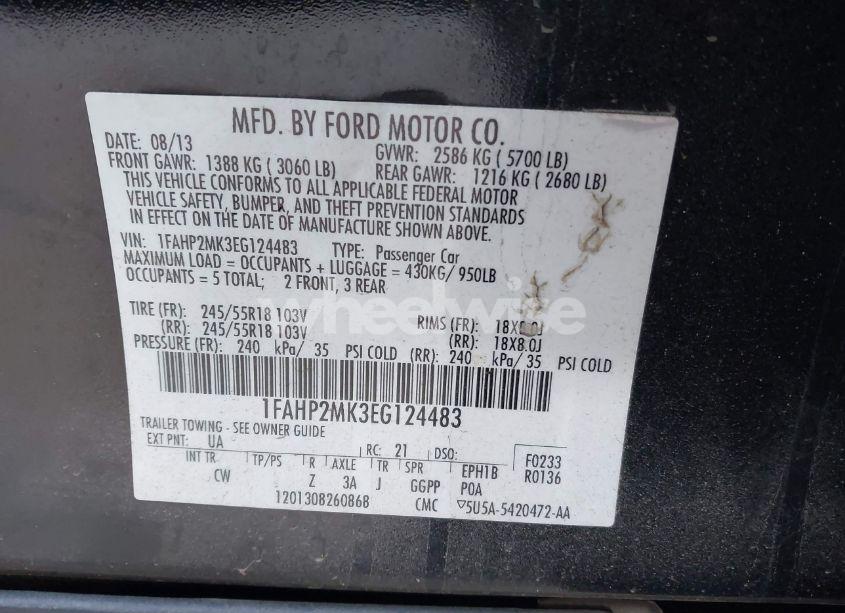 MFD. BY FORD MOTOR CO.
DATE: 08/13 GVWR: 2586 KG ( 5700 LB)
FRONT GAWR: 1388 KG ( 3060 LB) REAR GAWR: 1216 KG ( 2680 LB)
THIS VEHICLE CONFORMS TO ALL APPLICABLE FEDERAL MOTOR
VEHICLE SAFETY, BUMPER, AND THEFT PREVENTION STANDARDS
IN EFFECT ON THE DATE OF MANUFACTURE SHOWN ABOVE.
VIN: 1FAHP2MK3EG124483 TYPE: Passenger Car
MAXIMUM LOAD = OCCUPANTS + LUGGAGE = 430KG/ 950LB
OCCUPANTS = 5 TOTAL; 2 FRONT, 3 REAR
wheelwise
TIRE (FR): 245/55R18 103V RIMS (FR): 18X8.0J
(RR): 245/55R18 103V (RR): 18X8.0J
PRESSURE (FR): 240 kPa/ 35 PSI COLD (RR): 240 kPa/ 35 PSI COLD
1FAHP2MK3EG124483
TRAILER TOWING - SEE OWNER GUIDE
EXT PNT: UA RC: 21 DSO: F0233
INT TR TP/PS R AXLE TR SPR EPH1B R0136
CW Z 3A J GGPP POA
1201308260868 CMC ▽5U5A-5420472-AA